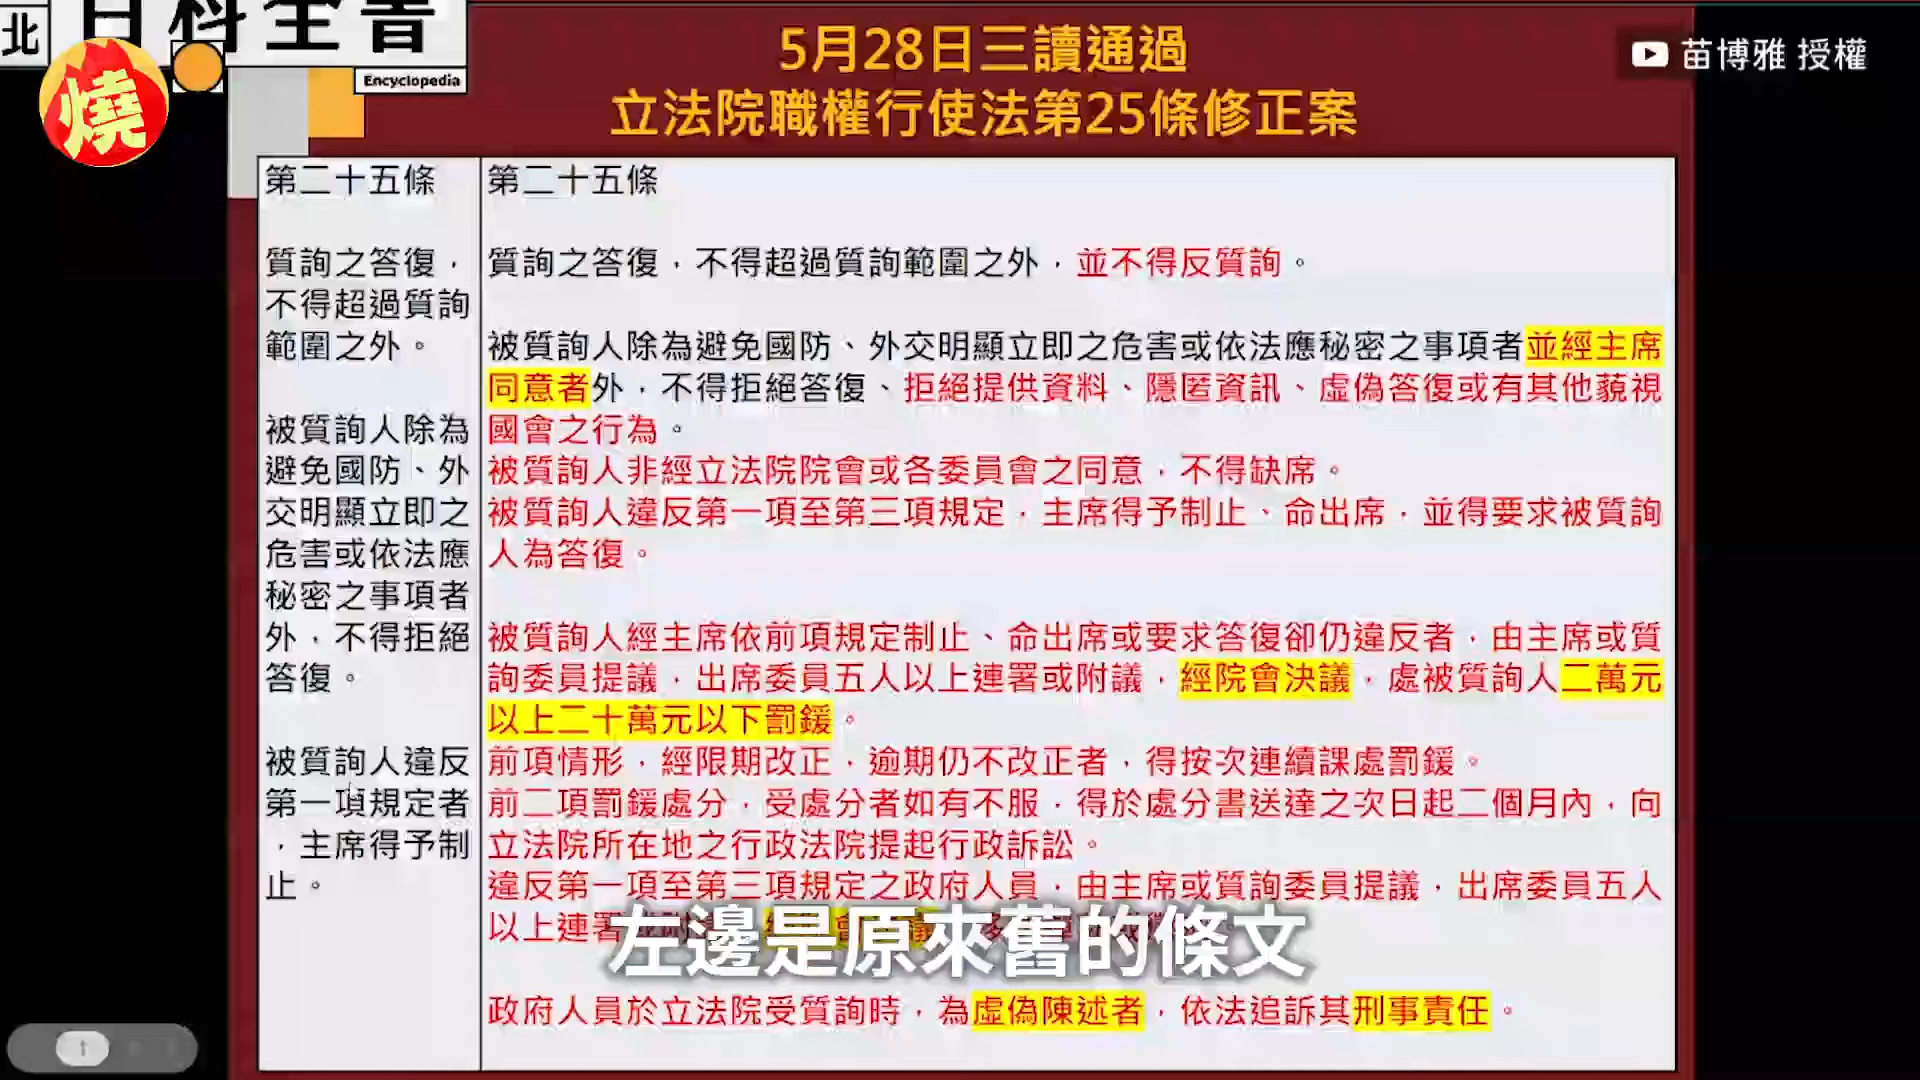 北
百科全書
Encyclopedia
燒
5月28日三讀通過
立法院職權行使法第25條修正案
苗博雅 授權
第二十五條
質詢之答復，
不得超過質詢
範圍之外。
被質詢人除為
避免國防、外
交明顯立即之
危害或依法應
秘密之事項者
外，不得拒絕
答復。
被質詢人違反
第一項規定者
，主席得予制
止。
第二十五條
質詢之答復，不得超過質詢範圍之外，並不得反質詢。
被質詢人除為避免國防、外交明顯立即之危害或依法應秘密之事項者並經主席
同意者外，不得拒絕答復、拒絕提供資料、隱匿資訊、虛偽答復或有其他藐視
國會之行為。
被質詢人非經立法院院會或各委員會之同意，不得缺席。
被質詢人違反第一項至第三項規定，主席得予制止、命出席，並得要求被質詢
人為答復。
被質詢人經主席依前項規定制止、命出席或要求答復卻仍違反者，由主席或質
詢委員提議，出席委員五人以上連署或附議，經院會決議，處被質詢人二萬元
以上二十萬元以下罰鍰。
前項情形，經限期改正，逾期仍不改正者，得按次連續課處罰鍰。
前二項罰鍰處分，受處分者如有不服，得於處分書送達之次日起二個月內，向
立法院所在地之行政法院提起行政訴訟。
違反第一項至第三項規定之政府人員，由主席或質詢委員提議，出席委員五人
以上連署
政府人員於立法院受質詢時，為虛偽陳述者，依法追訴其刑事責任。
左邊是原來舊的條文